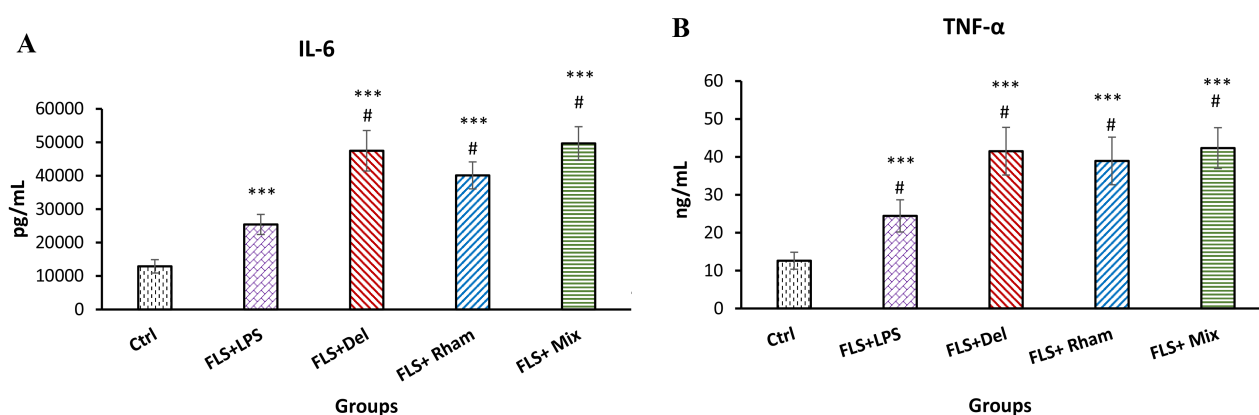 A
IL-6
pg/mL
60000
50000
40000
30000
20000
10000
0
***
***
#
***
#
***
#
Ctrl
FLS+LPS
FLS+Del
FLS+ Rham
FLS+ Mix
Groups
B
TNF-α
ng/mL
60
50
40
30
20
10
0
***
#
***
#
***
#
***
#
Ctrl
FLS+LPS
FLS+Del
FLS+ Rham
FLS+ Mix
Groups